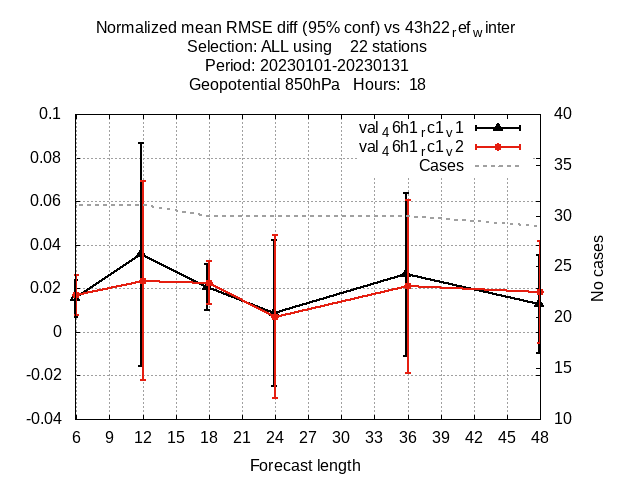 Normalized mean RMSE diff (95% conf) vs 43h22refwinter
Selection: ALL using    22 stations
Period: 20230101-20230131
Geopotential 850hPa   Hours:  18
0.1
0.08
0.06
0.04
0.02
0
-0.02
-0.04
val46h1rc1v1
val46h1rc1v2
Cases
40
35
30
25
20
15
10
No cases
6 9 12 15 18 21 24 27 30 33 36 39 42 45 48
Forecast length